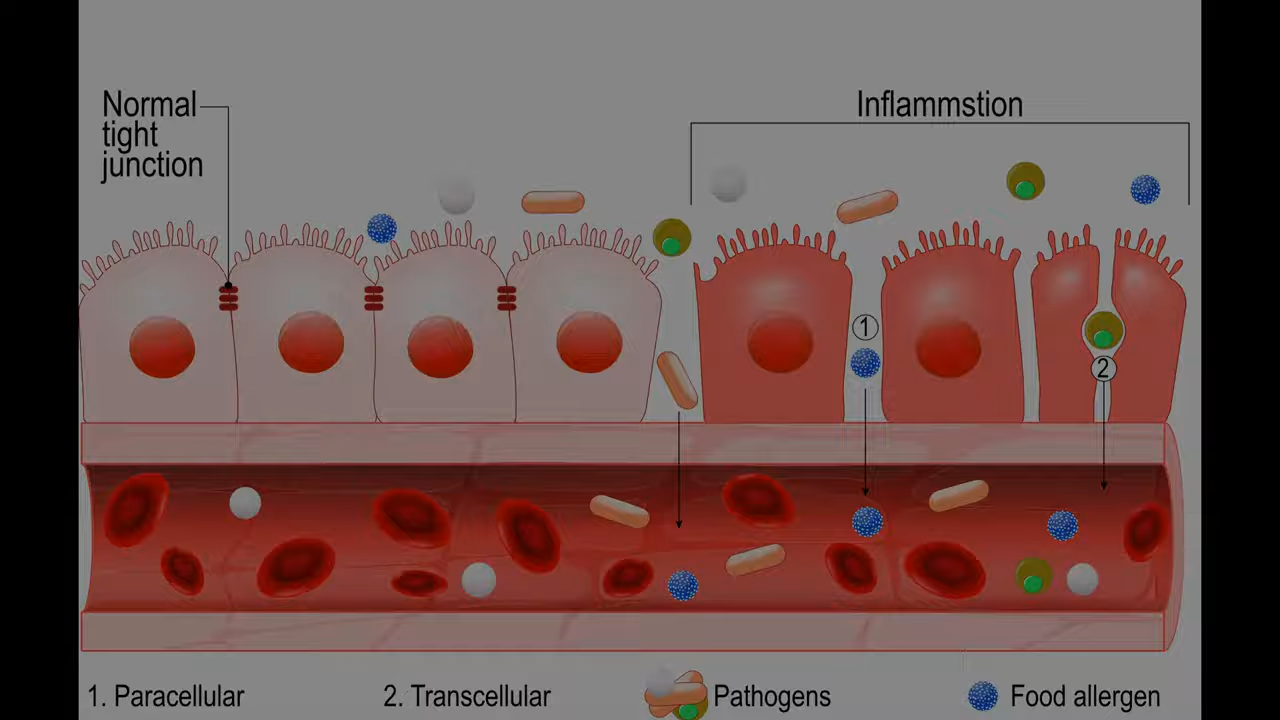 Normal
tight
junction
Inflammstion
1
2
1. Paracellular
2. Transcellular
Pathogens
Food allergen